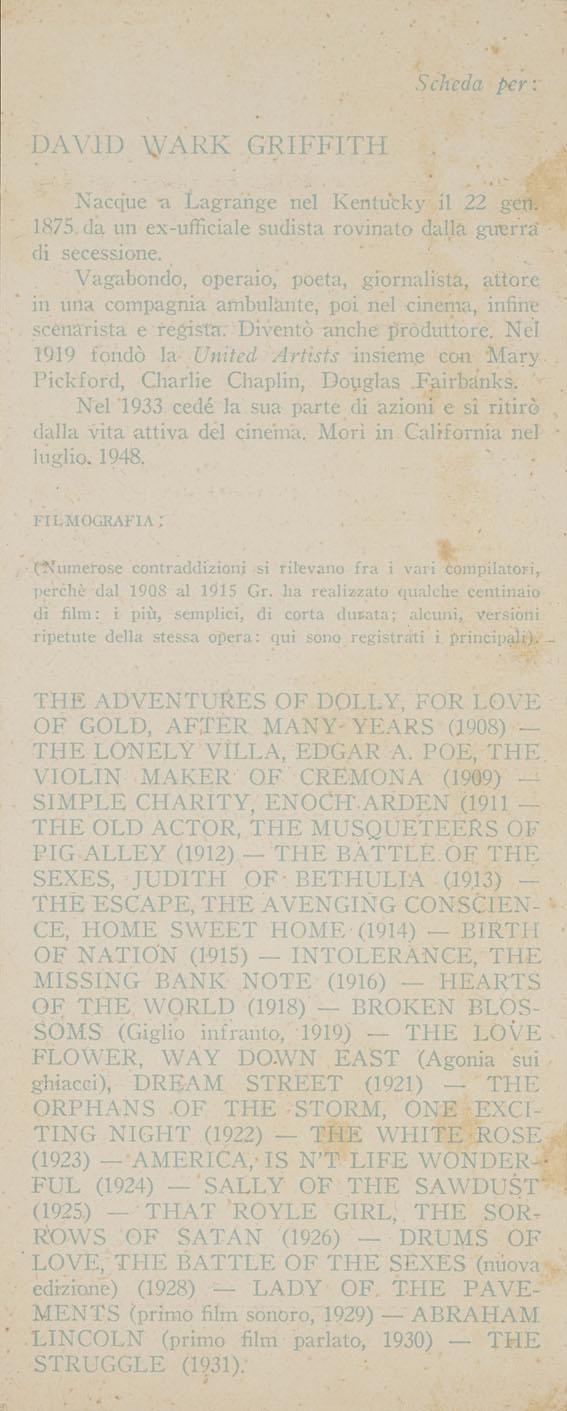 Scheda per:
DAVID WARK GRIFFITH
Nacque a Lagrange nel Kentucky il 22 gen.
1875 da un ex-ufficiale sudista rovinato dalla guerra
di secessione.
Vagabondo, operaio, poeta, giornalista, attore
in una compagnia ambulante, poi nel cinema, infine
scenarista e regista. Diventò anche produttore. Nel
1919 fondò la United Artists insieme con Mary
Pickford, Charlie Chaplin, Douglas Fairbanks.
Nel 1933 cedé la sua parte di azioni e si ritirò
dalla vita attiva del cinema. Morì in California nel
luglio. 1948.
FILMOGRAFIA:
(Numerose contraddizioni si rilevano fra i vari compilatori,
perchè dal 1908 al 1915 Gr. ha realizzato qualche centinaio
di film: i più, semplici, di corta durata; alcuni, versioni
ripetute della stessa opera: qui sono registrati i principali).
THE ADVENTURES OF DOLLY, FOR LOVE
OF GOLD, AFTER MANY YEARS (1908) —
THE LONELY VILLA, EDGAR A. POE, THE
VIOLIN MAKER OF CREMONA (1909) —
SIMPLE CHARITY, ENOCH ARDEN (1911 —
THE OLD ACTOR, THE MUSQUETEERS OF
PIG ALLEY (1912) — THE BATTLE OF THE
SEXES, JUDITH OF BETHULIA (1913) —
THE ESCAPE, THE AVENGING CONSCIEN-
CE, HOME SWEET HOME (1914) — BIRTH
OF NATION (1915) — INTOLERANCE, THE
MISSING BANK NOTE (1916) — HEARTS
OF THE WORLD (1918) — BROKEN BLOS-
SOMS (Giglio infranto, 1919) — THE LOVE
FLOWER, WAY DOWN EAST (Agonia sui
ghiacci), DREAM STREET (1921) — THE
ORPHANS OF THE STORM, ONE EXCI-
TING NIGHT (1922) — THE WHITE ROSE
(1923) — AMERICA, IS N'T LIFE WONDER-
FUL (1924) — SALLY OF THE SAWDUST
(1925) — THAT ROYLE GIRL, THE SOR-
ROWS OF SATAN (1926) — DRUMS OF
LOVE, THE BATTLE OF THE SEXES (nuova
edizione) (1928) — LADY OF THE PAVE-
MENTS (primo film sonoro, 1929) — ABRAHAM
LINCOLN (primo film parlato, 1930) — THE
STRUGGLE (1931).